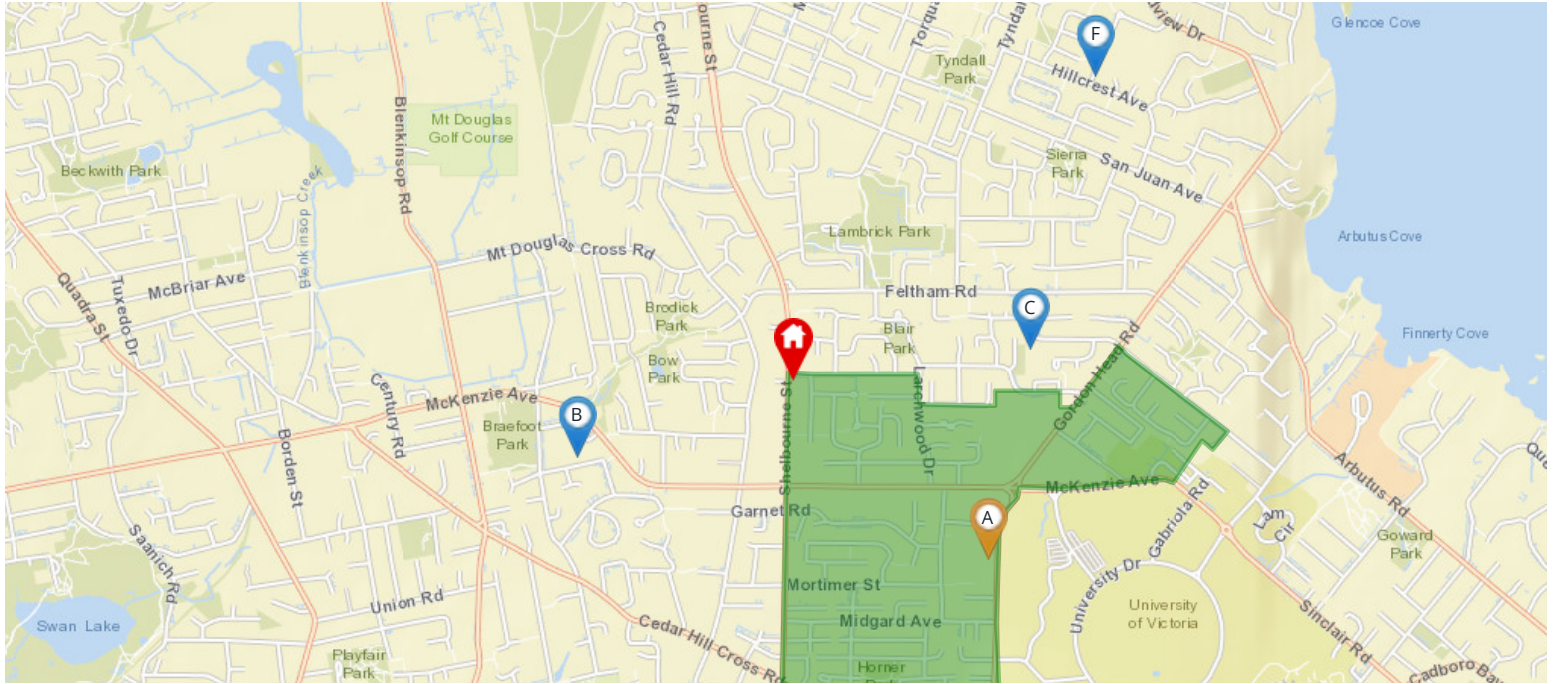 Glencoe Cove
F
Tyndall
Park
Hillcrest Ave
Cedar Hill Rd
Blenkinsop Rd
Mt Douglas
Golf Course
Beckwith Park
Sierra
Park
San Juan Ave
Blenkinsop Creek
Lambrick Park
Arbutus Cove
Mt Douglas Cross Rd
McBriar Ave
Quadra St
Tuxedo Dr
Feltham Rd
Brodick
Park
C
Blair
Park
Finnerty Cove
Bow
Park
Gordon Head Rd
Larchwood Dr
Shelbourne St
Century Rd
McKenzie Ave
B
Braefoot
Park
Borden St
McKenzie Ave
Arbutus Rd
Garnet Rd
A
Gabriola Rd
Lam
Cir
Goward
Park
Saanich Rd
University Dr
Mortimer St
Union Rd
Midgard Ave
University
of Victoria
Sinclair Rd
Swan Lake
Cedar Hill Cross Rd
Playfair
Park
Horner